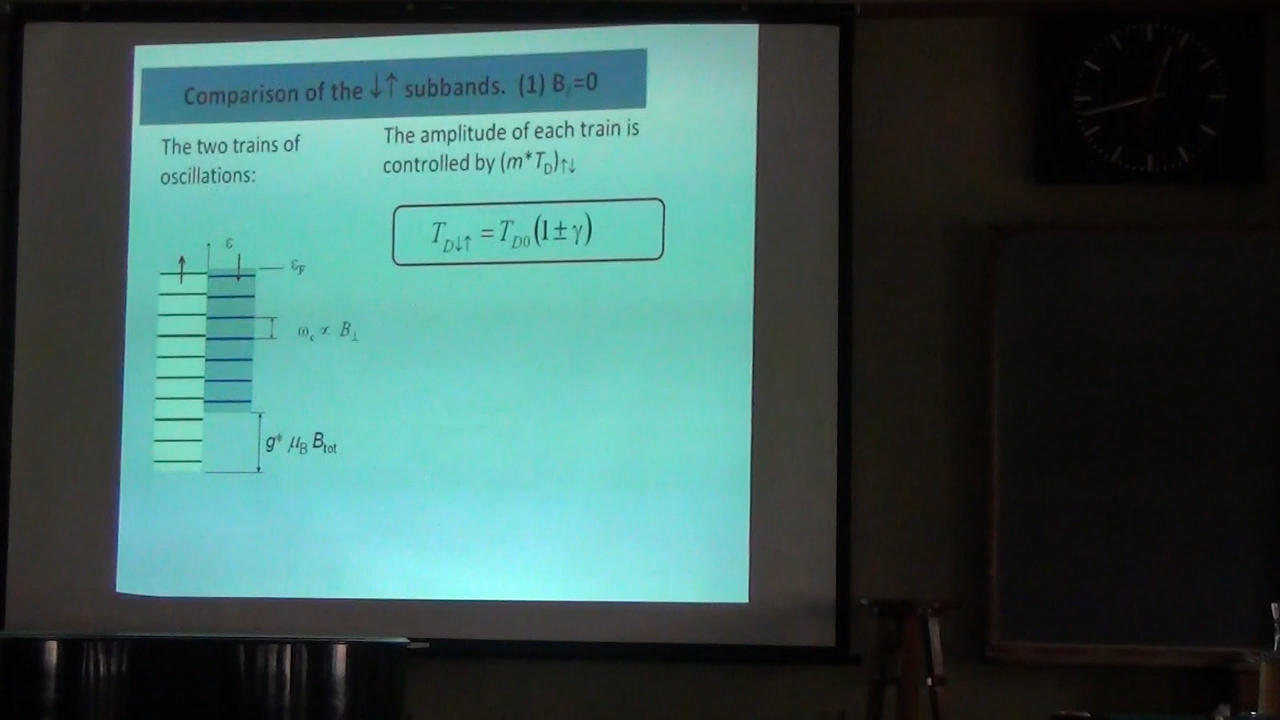 Comparison of the ↓↑ subbands. (1) B∥=0
The two trains of
oscillations:
The amplitude of each train is
controlled by (m*T_D)↑↓
T_D↓↑ = T_D0 (1±γ)
ε
ε_F
ω_c ∝ B_⊥
g* μ_B B_tot